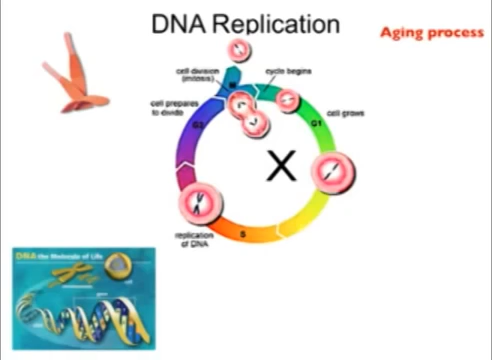 DNA Replication
Aging process
cell division
(mitosis)
cycle begins
cell prepares
to divide
M
G2
G1
cell grows
X
replication
of DNA
S
DNA the Molecule of Life